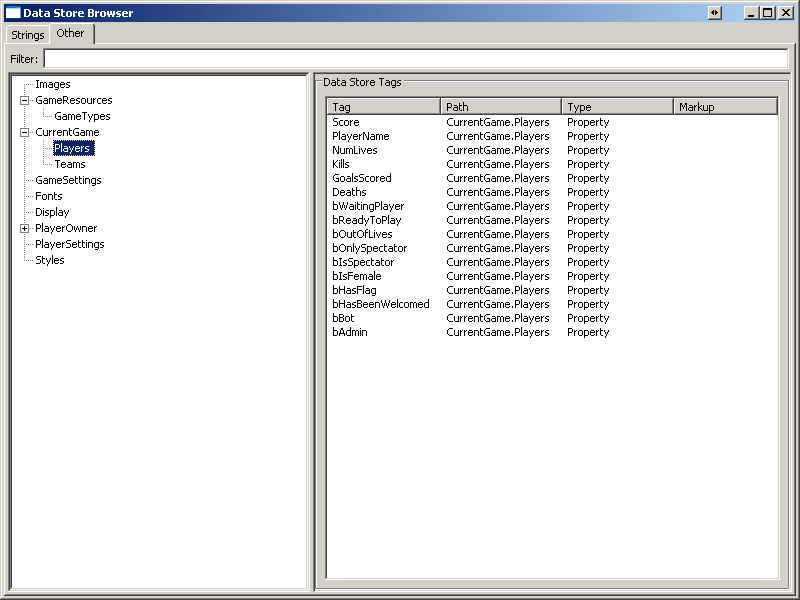 Data Store Browser
Strings Other
Filter:
Images
GameResources
GameTypes
CurrentGame
Players
Teams
GameSettings
Fonts
Display
PlayerOwner
PlayerSettings
Styles
Data Store Tags
Tag Path Type Markup
Score CurrentGame.Players Property
PlayerName CurrentGame.Players Property
NumLives CurrentGame.Players Property
Kills CurrentGame.Players Property
GoalsScored CurrentGame.Players Property
Deaths CurrentGame.Players Property
bWaitingPlayer CurrentGame.Players Property
bReadyToPlay CurrentGame.Players Property
bOutOfLives CurrentGame.Players Property
bOnlySpectator CurrentGame.Players Property
bIsSpectator CurrentGame.Players Property
bIsFemale CurrentGame.Players Property
bHasFlag CurrentGame.Players Property
bHasBeenWelcomed CurrentGame.Players Property
bBot CurrentGame.Players Property
bAdmin CurrentGame.Players Property